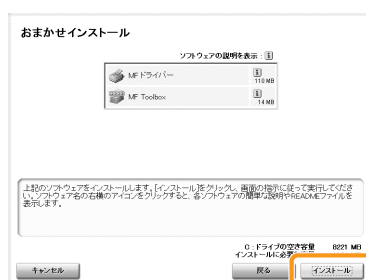 おまかせインストール
ソフトウェアの説明を表示 : i
MF ドライバー
i
110 MB
MF Toolbox
i
14 MB
上記のソフトウェアをインストールします。[インストール]をクリックし、画面の指示に従って実行してくださ
い。ソフトウェア名の右横のアイコンをクリックすると、各ソフトウェアの簡単な説明やREADMEファイルを
表示します。
C : ドライブの空き容量 8221 MB
インストールに必要
キャンセル
戻る
インストール